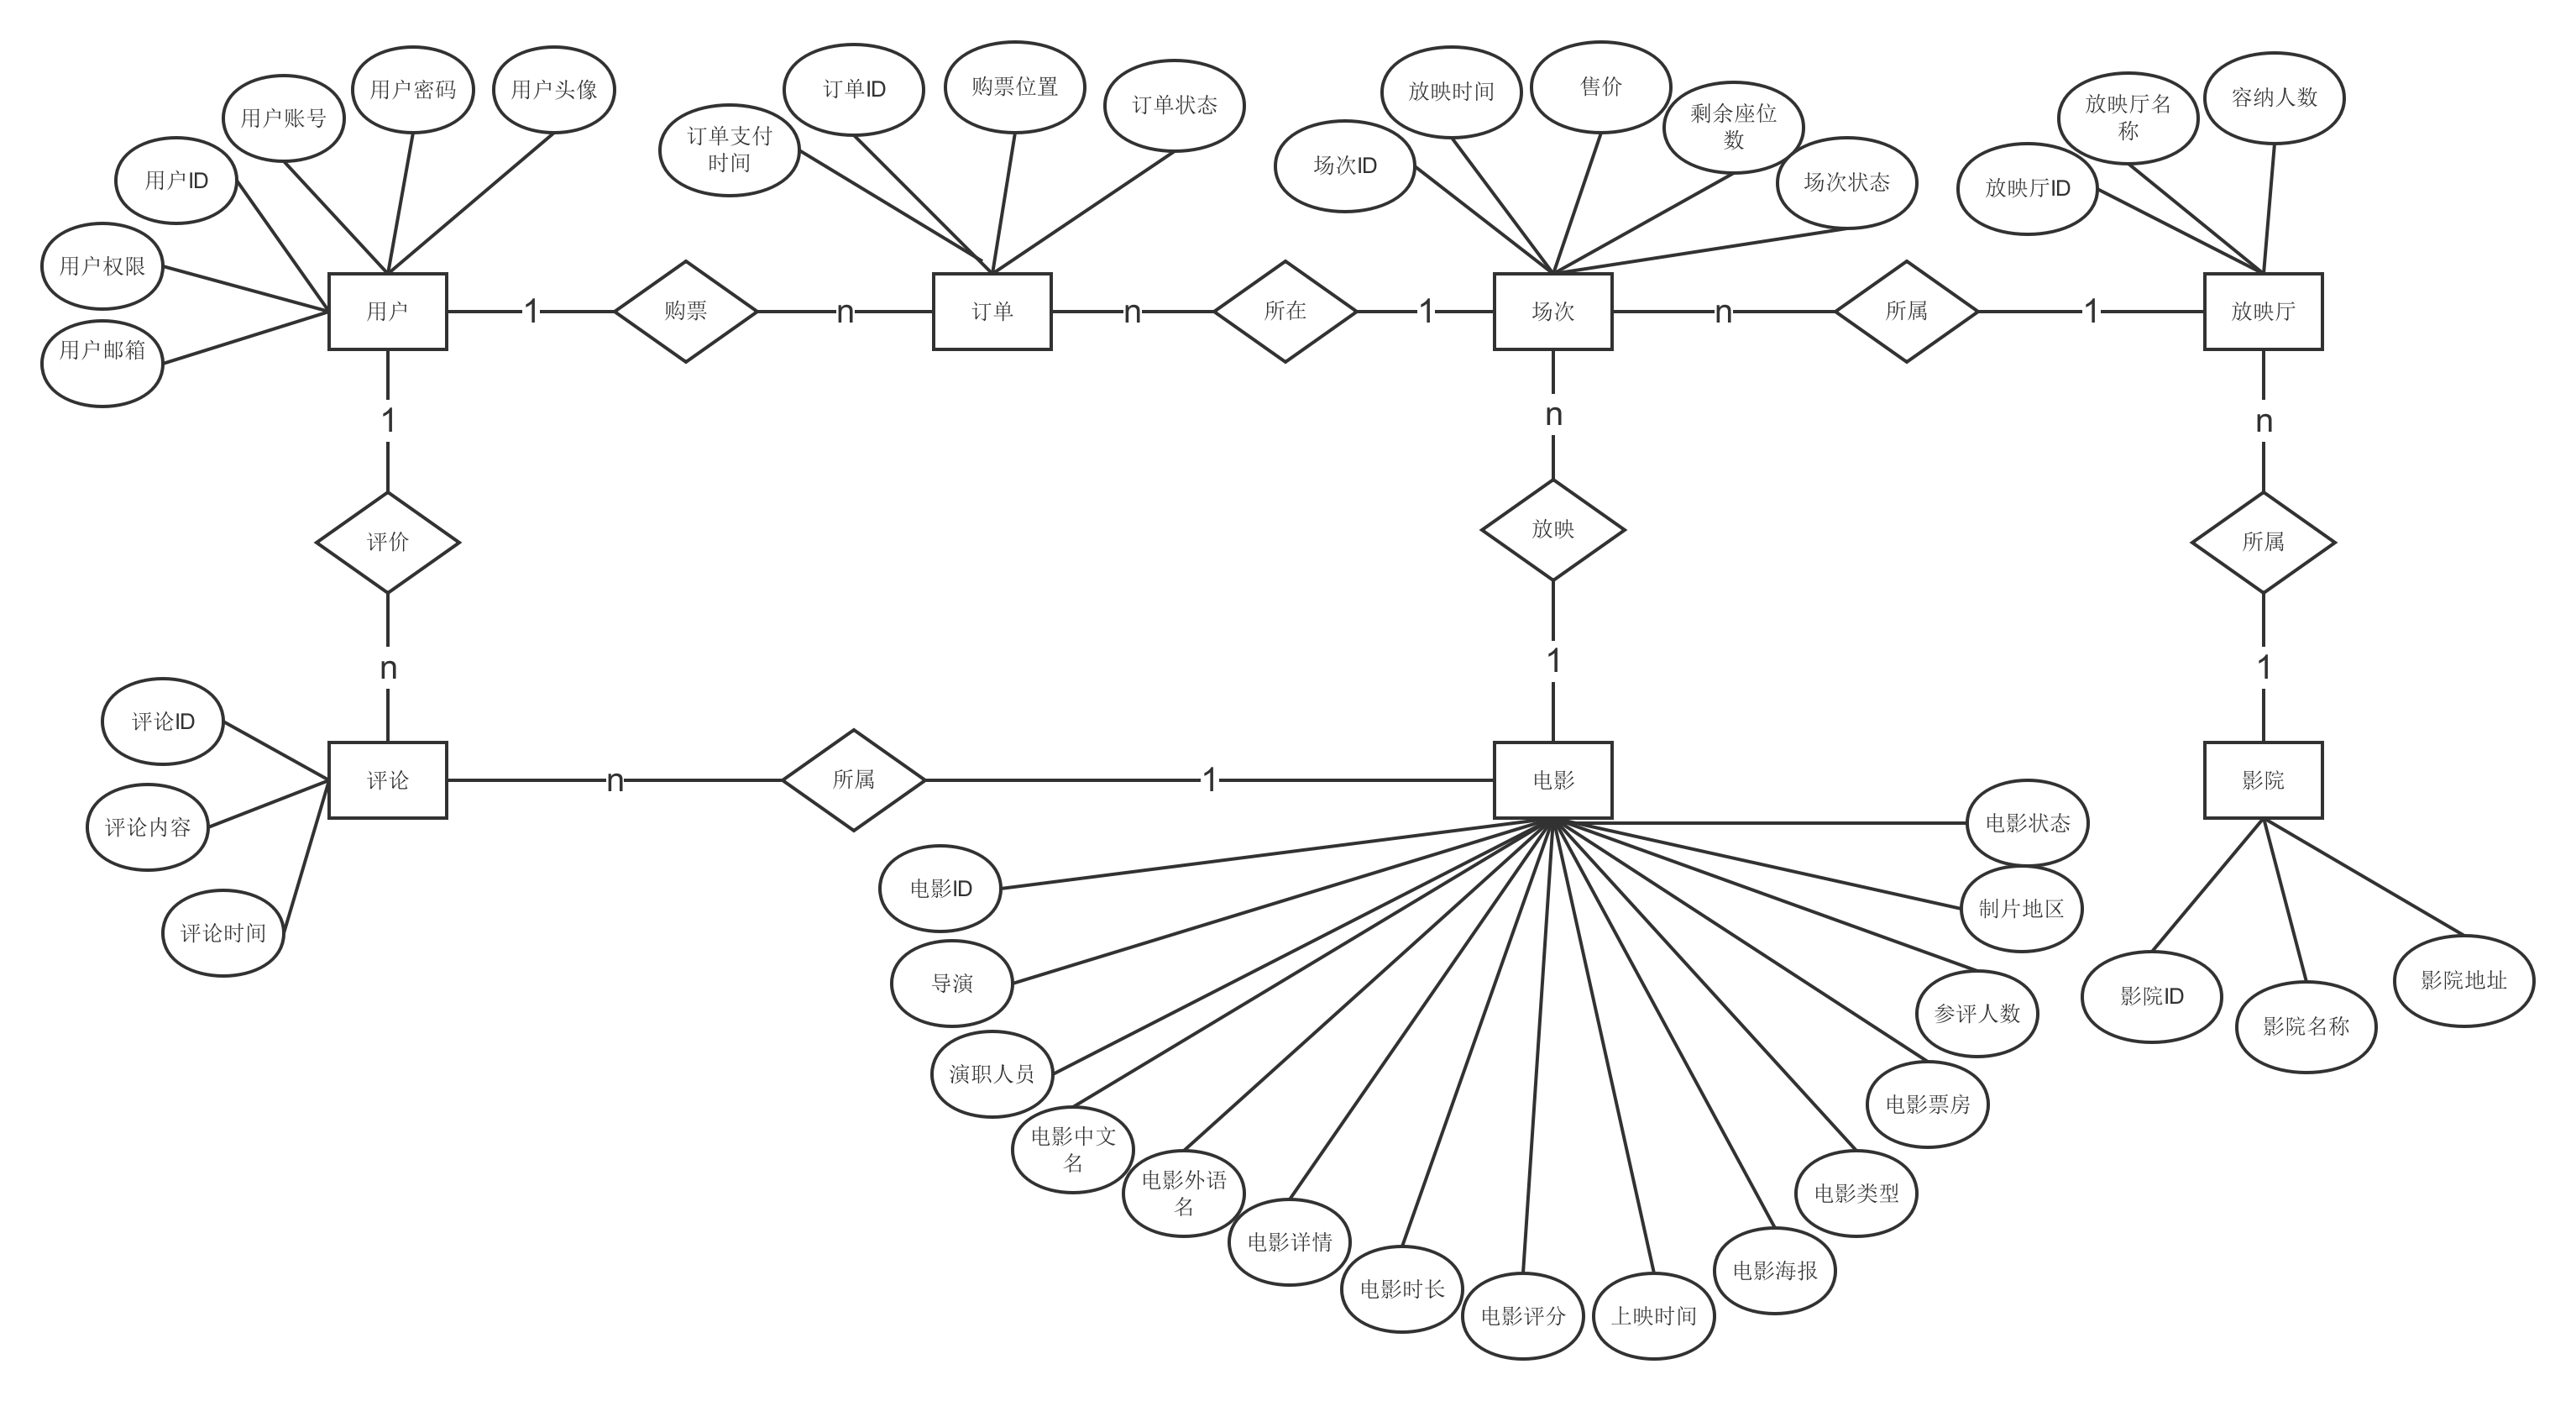 用户密码
用户头像
用户账号
用户ID
用户权限
用户邮箱
订单ID
购票位置
订单状态
订单支付
时间
放映时间
售价
剩余座位
数
场次ID
场次状态
放映厅名
称
容纳人数
放映厅ID
用户
1
购票
n
订单
n
所在
1
场次
n
所属
1
放映厅
1
评价
n
n
放映
1
n
所属
1
评论ID
评论内容
评论时间
评论
n
所属
1
电影
影院
电影ID
导演
演职人员
电影中文
名
电影外语
名
电影详情
电影时长
电影评分
上映时间
电影海报
电影类型
电影票房
参评人数
制片地区
电影状态
影院ID
影院名称
影院地址